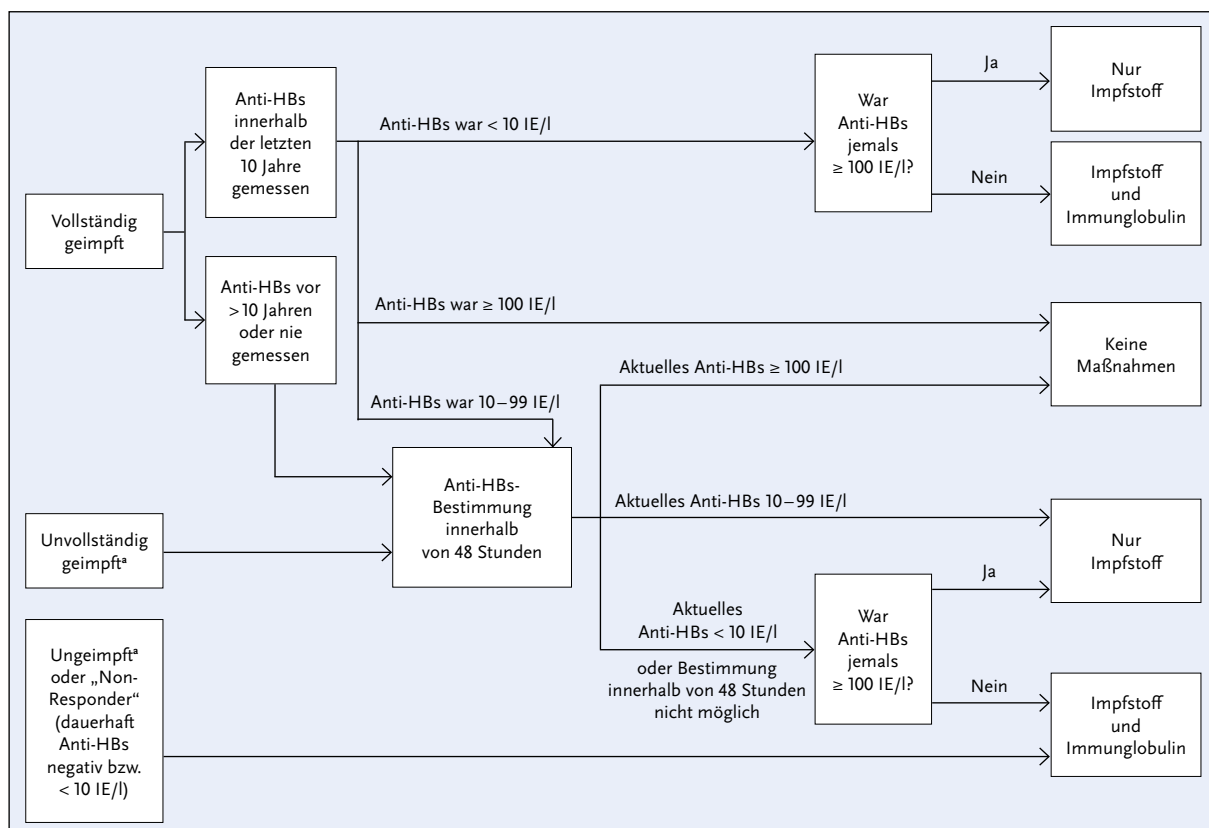 Vollständig
geimpft
Anti-HBs
innerhalb
der letzten
10 Jahre
gemessen
Anti-HBs vor
>10 Jahren
oder nie
gemessen
Anti-HBs war < 10 IE/l
War
Anti-HBs
jemals
≥ 100 IE/l?
Ja
Nur
Impfstoff
Nein
Impfstoff
und
Immunglobulin
Anti-HBs war ≥ 100 IE/l
Keine
Maßnahmen
Anti-HBs war 10–99 IE/l
Aktuelles Anti-HBs ≥ 100 IE/l
Unvollständig
geimpftª
Anti-HBs-
Bestimmung
innerhalb
von 48 Stunden
Aktuelles Anti-HBs 10–99 IE/l
Nur
Impfstoff
Aktuelles
Anti-HBs < 10 IE/l
oder Bestimmung
innerhalb von 48 Stunden
nicht möglich
War
Anti-HBs
jemals
≥ 100 IE/l?
Ja
Nein
Impfstoff
und
Immunglobulin
Ungeimpftª
oder „Non-
Responder“
(dauerhaft
Anti-HBs
negativ bzw.
< 10 IE/l)